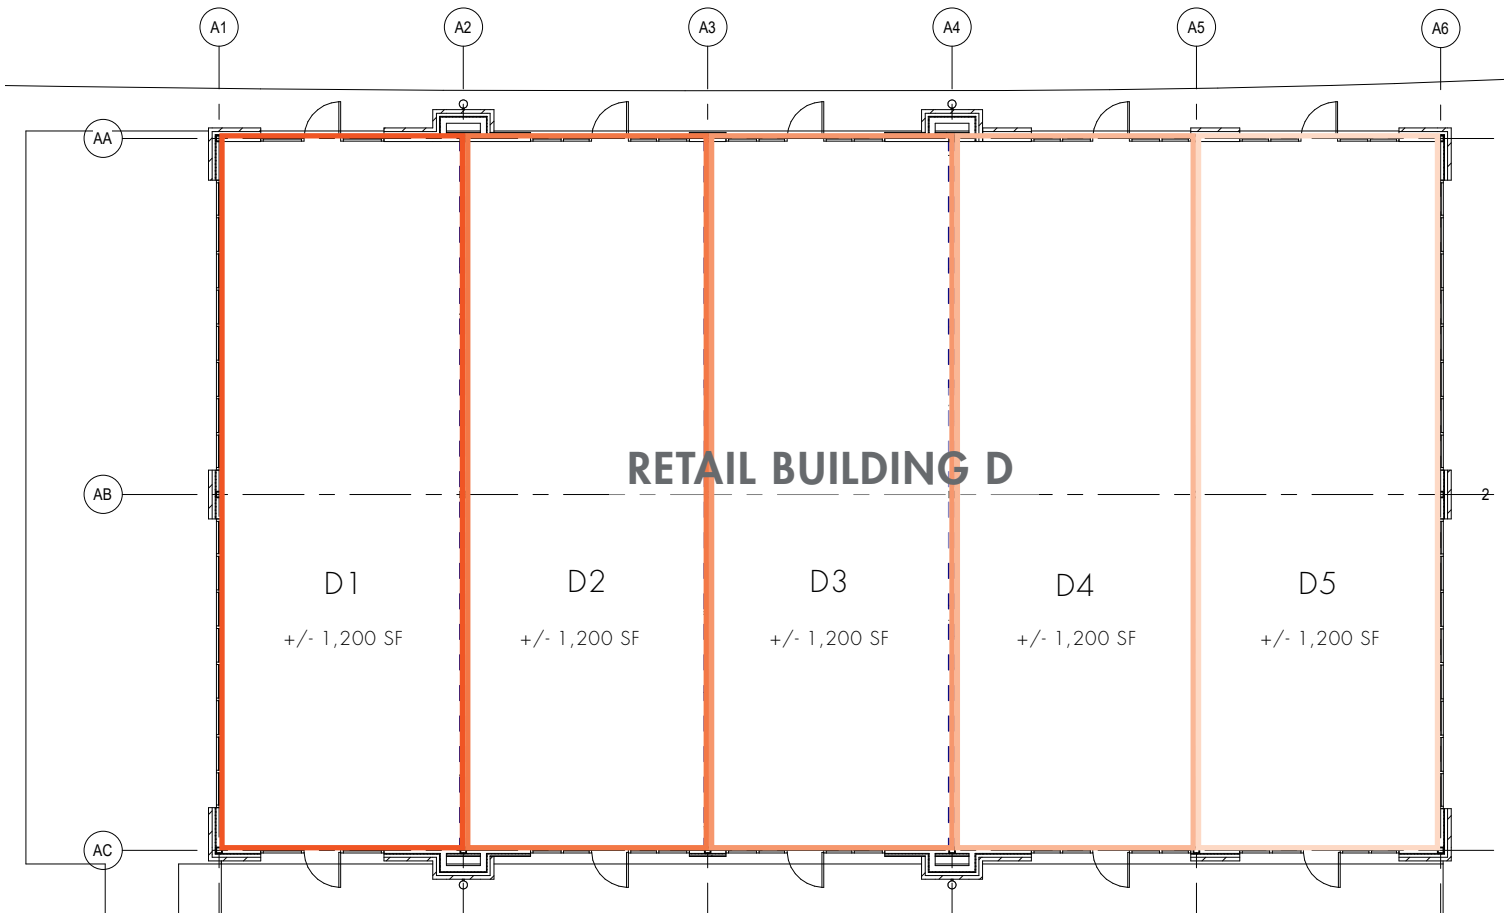 A1 A2 A3 A4 A5 A6
AA
RETAIL BUILDING D
AB 2
D1 D2 D3 D4 D5
+/- 1,200 SF +/- 1,200 SF +/- 1,200 SF +/- 1,200 SF +/- 1,200 SF
AC